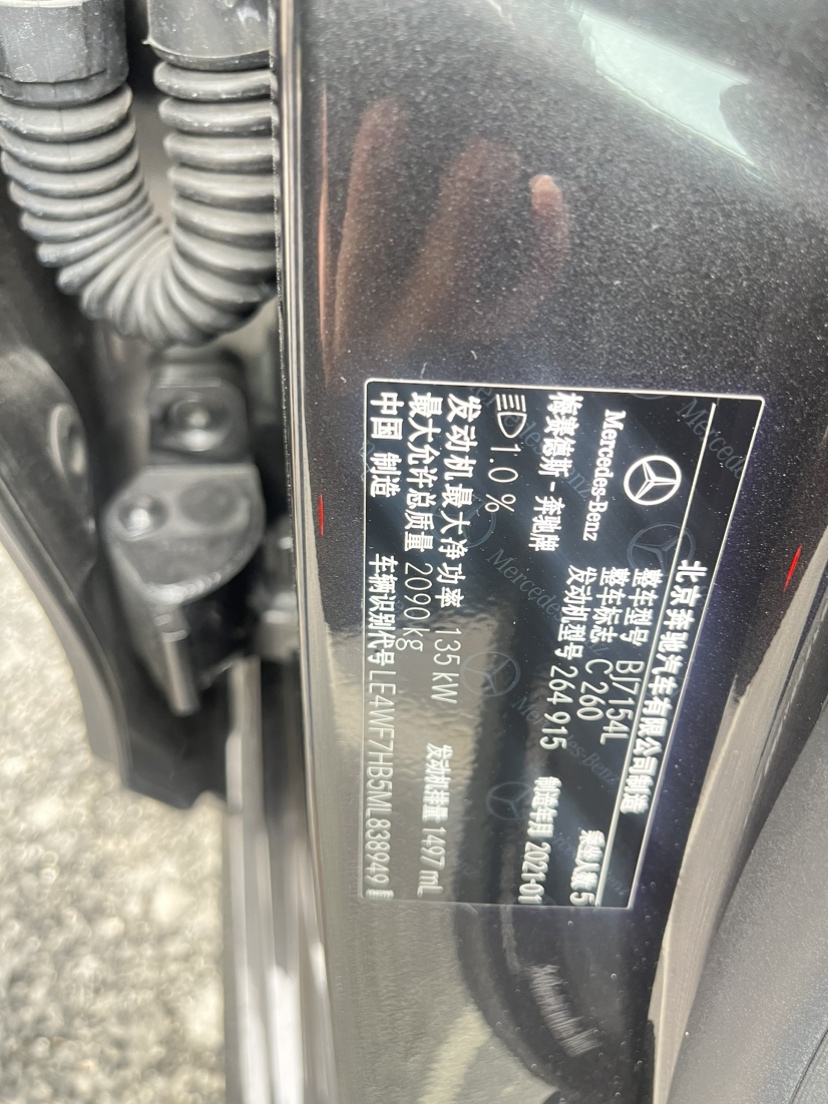 北京奔驰汽车有限公司制造
Mercedes-Benz
梅赛德斯-奔驰牌
整车型号 BJ7154L 乘坐人数 5
整车标志 C 260
发动机型号 264 915 制造年月 2021-01
1.0 %
发动机最大净功率 135 kW 发动机排量 1497 mL
最大允许总质量 2090 kg
中国 制造 车辆识别代号 LE4WF7HB5ML838949